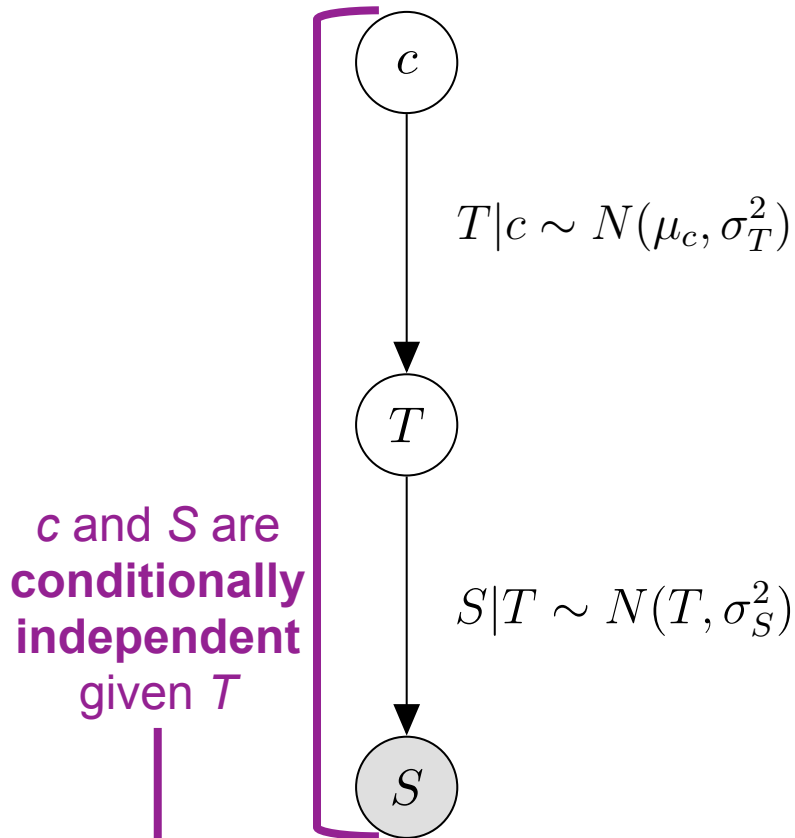 c
T|c ∼ N(μ_c, σ_T^2)
T
c and S are
conditionally
independent
given T
S|T ∼ N(T, σ_S^2)
S